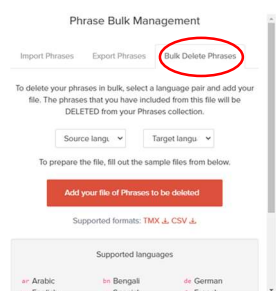 Phrase Bulk Management
Import Phrases Export Phrases Bulk Delete Phrases
To delete your phrases in bulk, select a language pair and add your
file. The phrases that you have included from this file will be
DELETED from your Phrases collection.
Source langu Target langu
To prepare the file, fill out the sample files from below.
Add your file of Phrases to be deleted
Supported formats: TMX CSV
Supported languages
ar Arabic bn Bengali de German